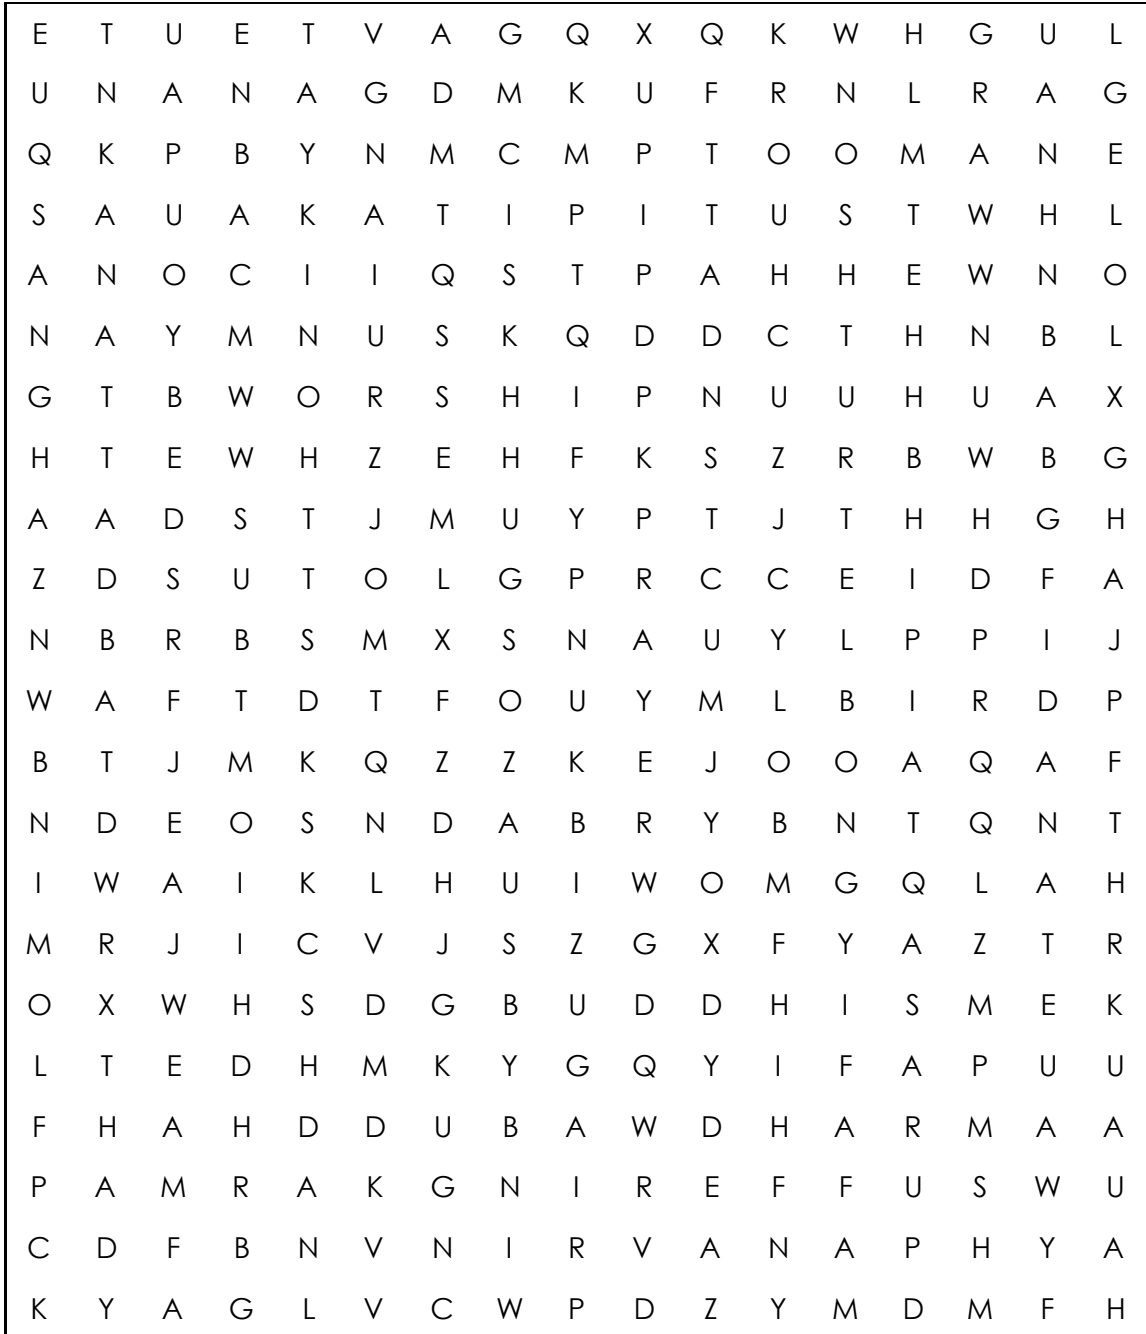 E T U E T V A G Q X Q K W H G U L
U N A N A G D M K U F R N L R A G
Q K P B Y N M C M P T O O M A N E
S A U A K A T I P I T U S T W H L
A N O C I I Q S T P A H H E W N O
N A Y M N U S K Q D D C T H N B L
G T B W O R S H I P N U U H U A X
H T E W H Z E H F K S Z R B W B G
A A D S T J M U Y P T J T H H G H
Z D S U T O L G P R C C E I D F A
N B R B S M X S N A U Y L P P I J
W A F T D T F O U Y M L B I R D P
B T J M K Q Z Z K E J O O A Q A F
N D E O S N D A B R Y B N T Q N T
I W A I K L H U I W O M G Q L A H
M R J I C V J S Z G X F Y A Z T R
O X W H S D G B U D D H I S M E K
L T E D H M K Y G Q Y I F A P U U
F H A H D D U B A W D H A R M A A
P A M R A K G N I R E F F U S W U
C D F B N V N I R V A N A P H Y A
K Y A G L V C W P D Z Y M D M F H